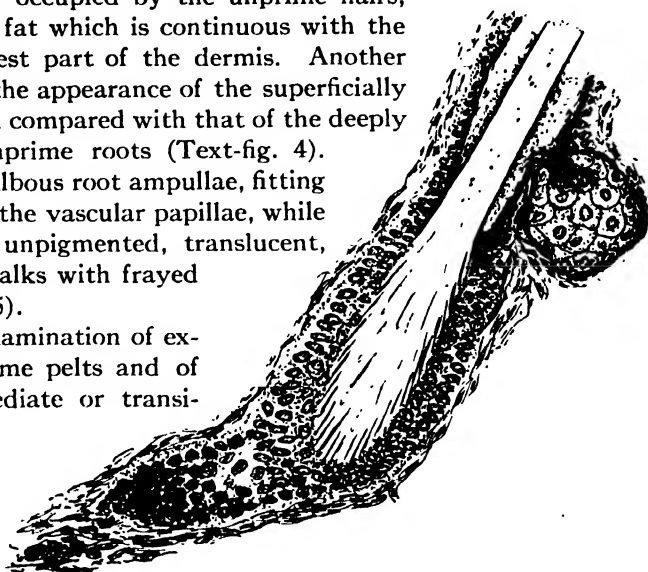 occupied by the unprime hairs,
fat which is continuous with the
est part of the dermis. Another
the appearance of the superficially
compared with that of the deeply
prime roots (Text-fig. 4).
lbous root ampullae, fitting
the vascular papillae, while
unpigmented, translucent,
alks with frayed
).
amination of ex-
me pelts and of
ediate or transi-